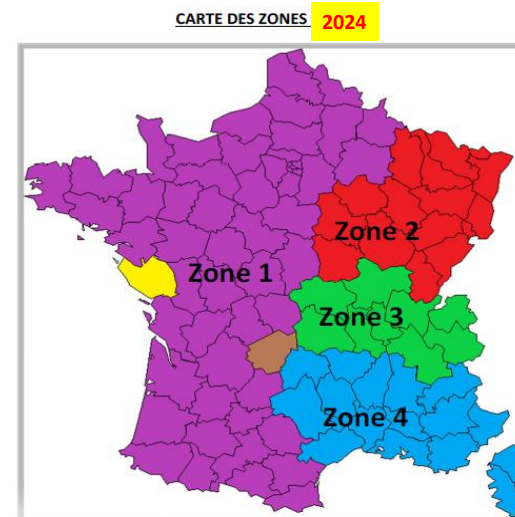 CARTE DES ZONES 2024
Zone 2
Zone 1
Zone 3
Zone 4